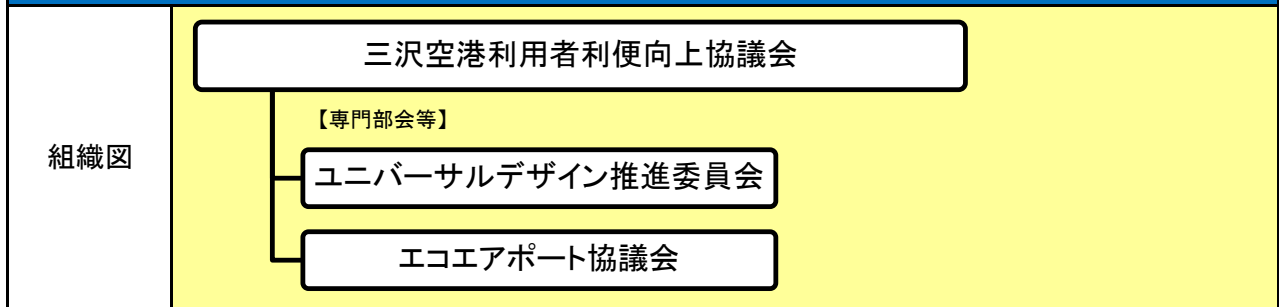 組織図
三沢空港利用者利便向上協議会
【専門部会等】
ユニバーサルデザイン推進委員会
エコエアポート協議会